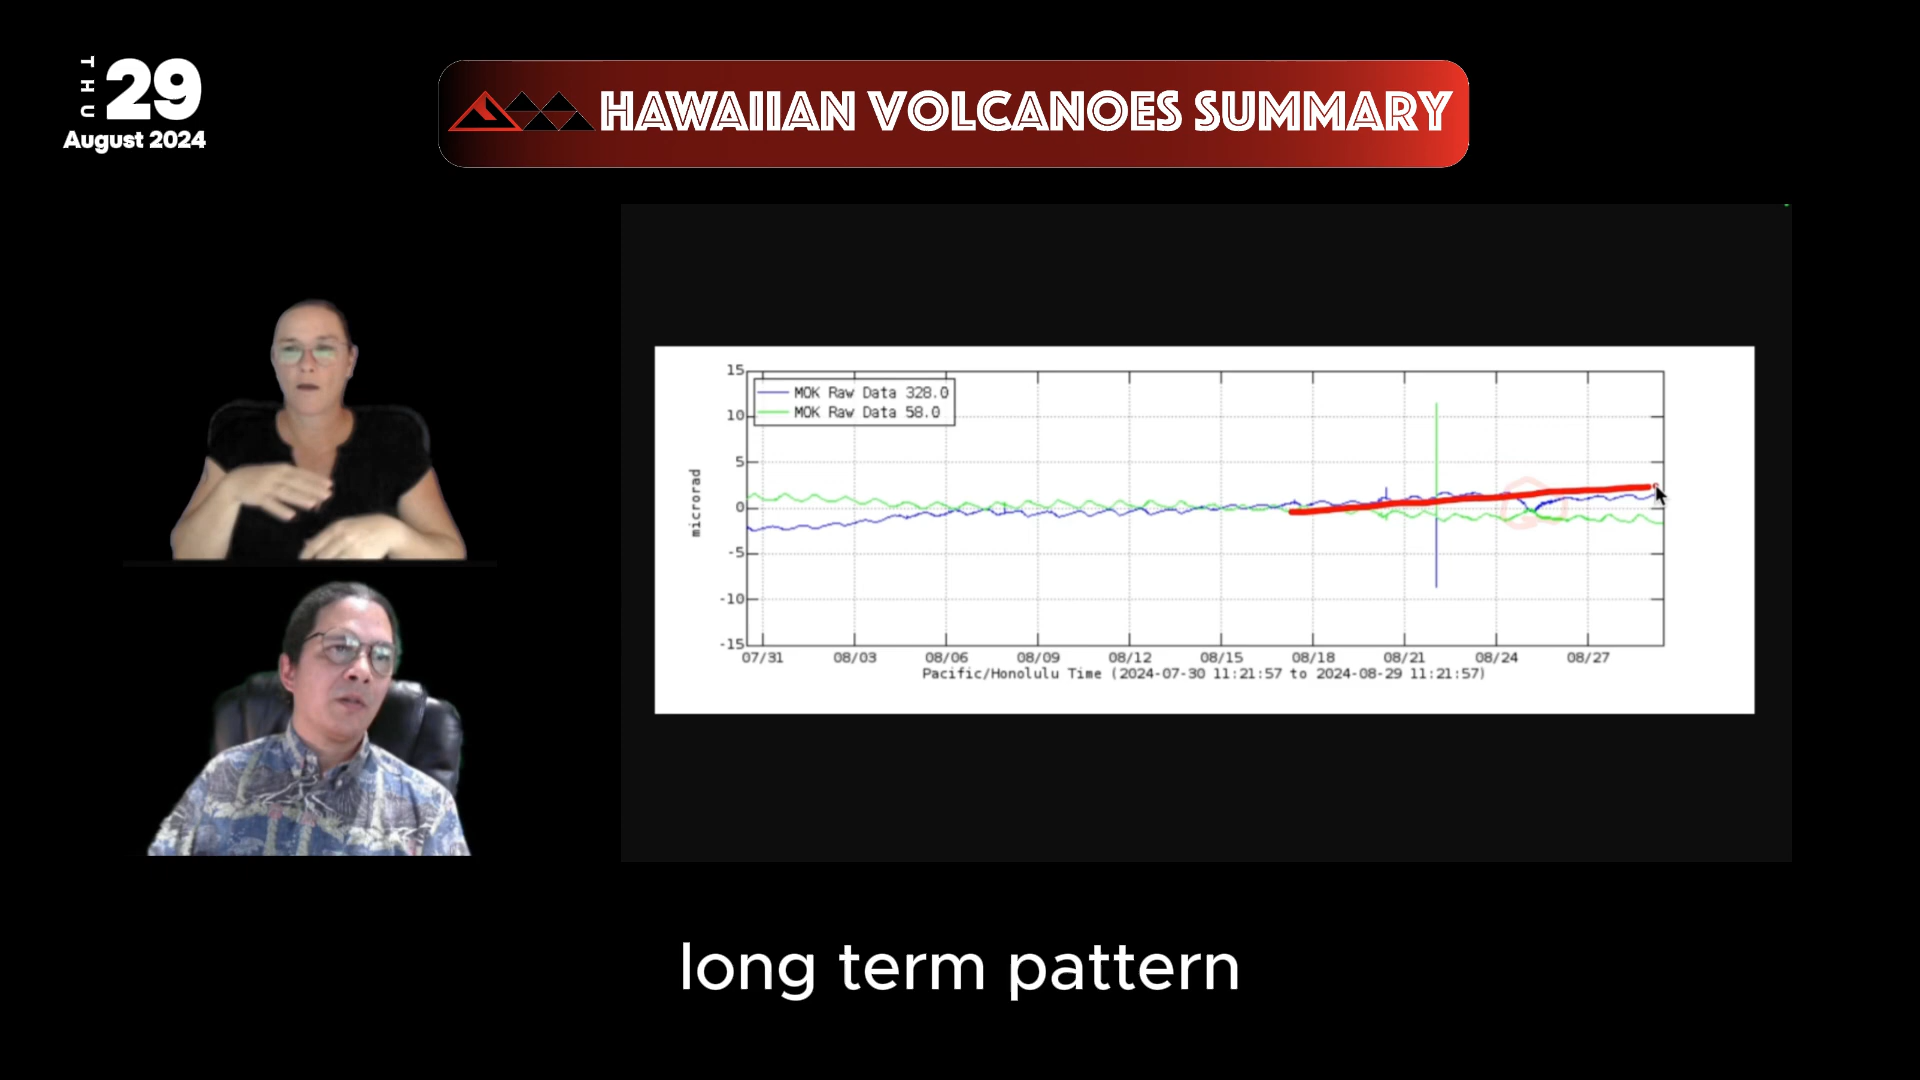 THU
29
August 2024
HAWAIIAN VOLCANOES SUMMARY
15
10
5
0
-5
-10
-15
microrad
MOK Raw Data 328.0
MOK Raw Data 58.0
07/31 08/03 08/06 08/09 08/12 08/15 08/18 08/21 08/24 08/27
Pacific/Honolulu Time (2024-07-30 11:21:57 to 2024-08-29 11:21:57)
long term pattern